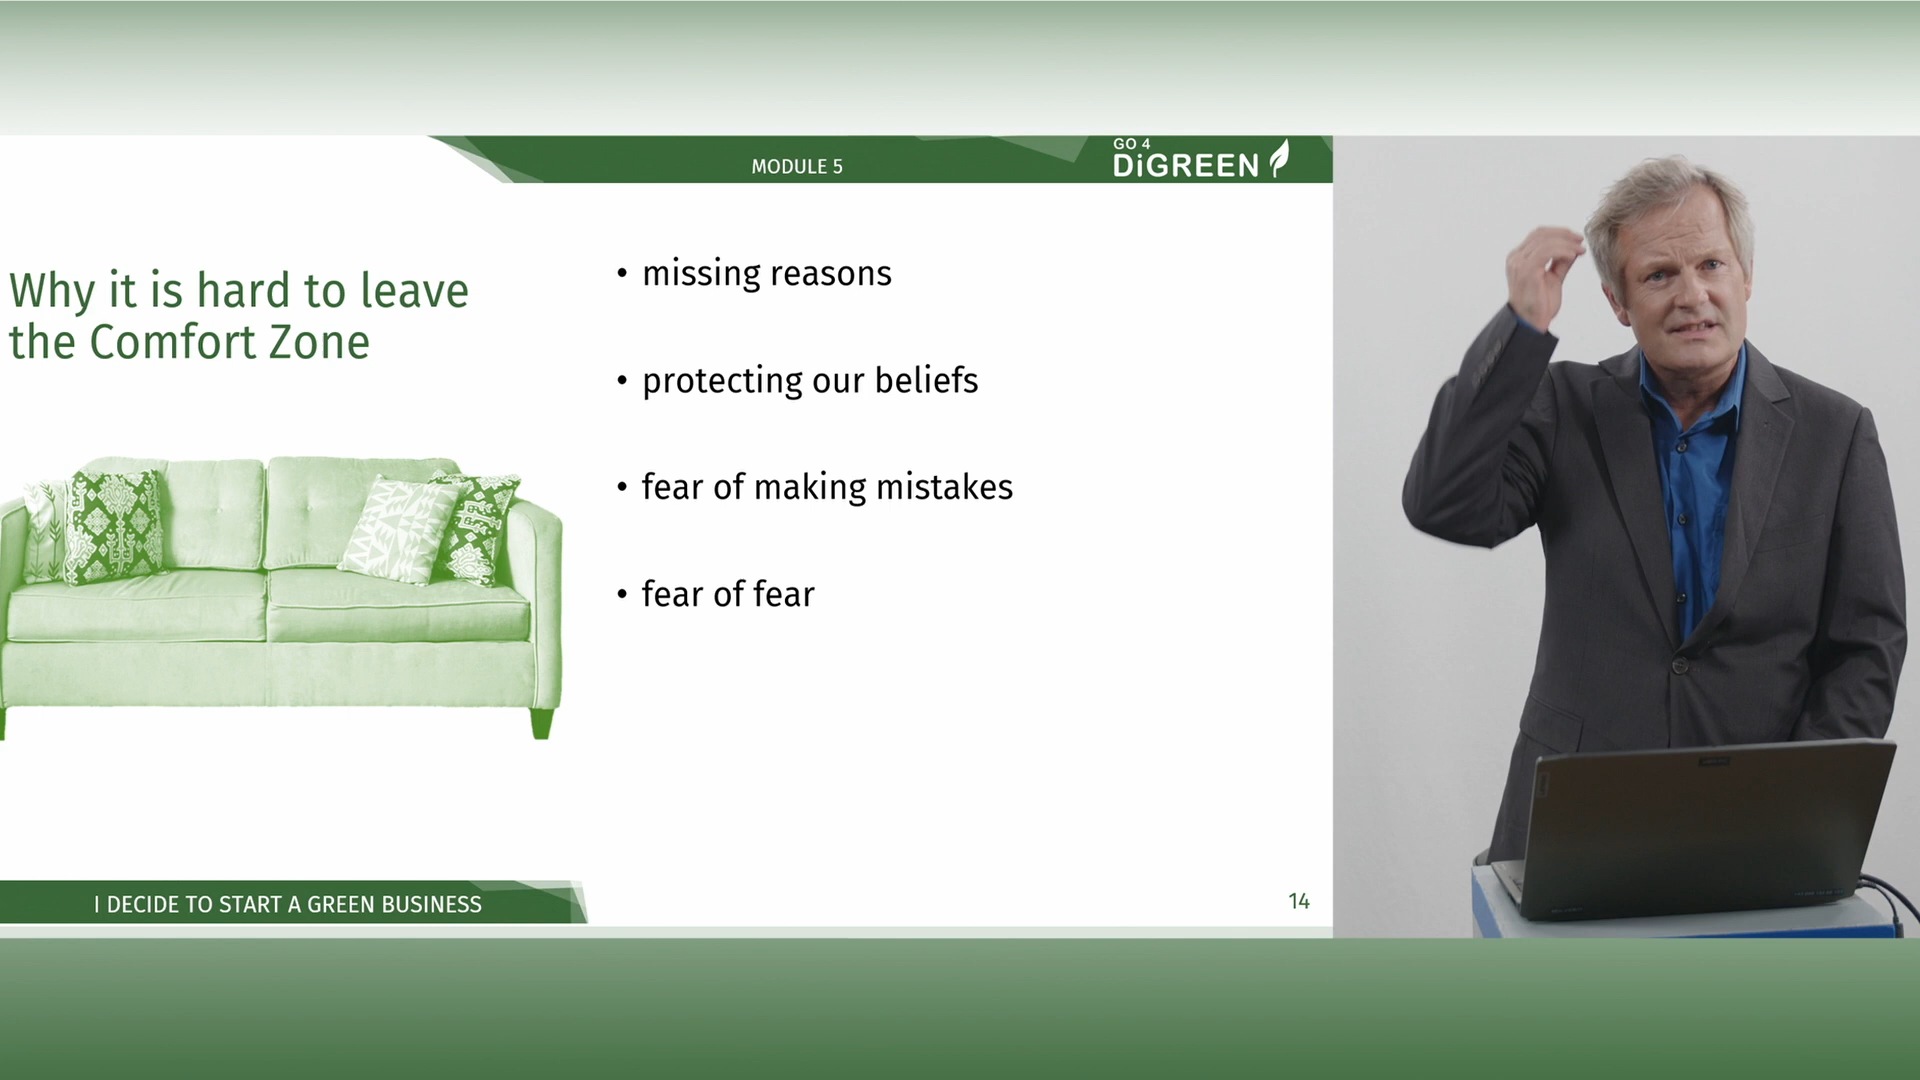 MODULE 5
GO 4
DiGREEN
Why it is hard to leave
the Comfort Zone
• missing reasons
• protecting our beliefs
• fear of making mistakes
• fear of fear
I DECIDE TO START A GREEN BUSINESS
14